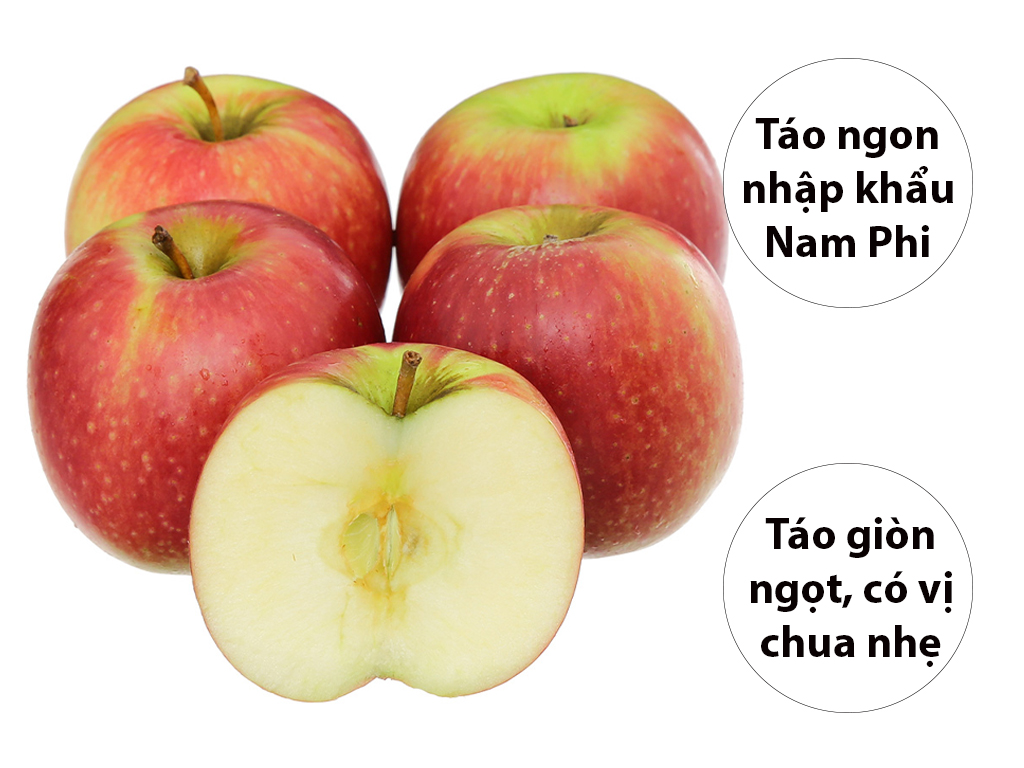 Táo ngon
nhập khẩu
Nam Phi
Táo giòn
ngọt, có vị
chua nhẹ